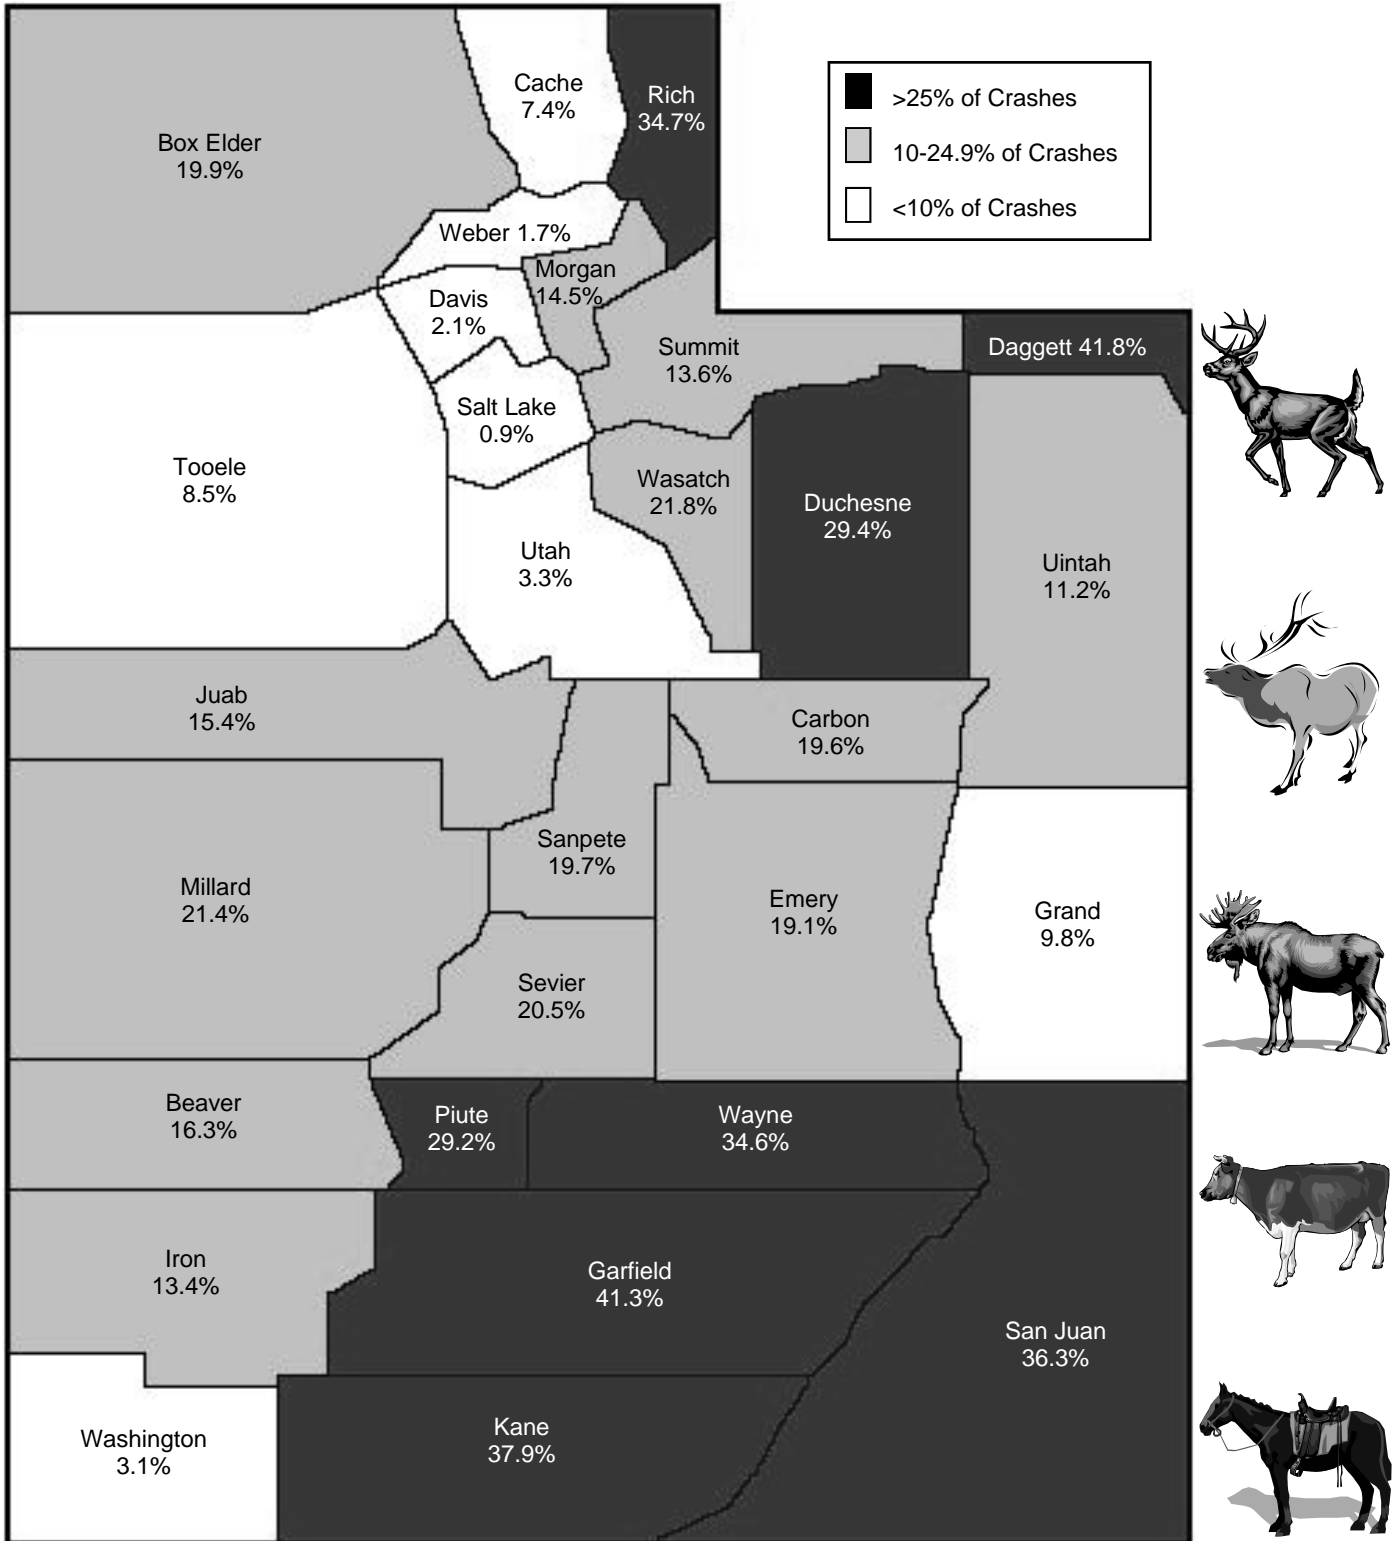 Cache
7.4%
Rich
34.7%
>25% of Crashes
10-24.9% of Crashes
<10% of Crashes
Box Elder
19.9%
Weber 1.7%
Morgan
14.5%
Davis
2.1%
Summit
13.6%
Daggett 41.8%
Salt Lake
0.9%
Tooele
8.5%
Wasatch
21.8%
Duchesne
29.4%
Utah
3.3%
Uintah
11.2%
Juab
15.4%
Carbon
19.6%
Sanpete
19.7%
Millard
21.4%
Emery
19.1%
Grand
9.8%
Sevier
20.5%
Beaver
16.3%
Piute
29.2%
Wayne
34.6%
Iron
13.4%
Garfield
41.3%
San Juan
36.3%
Washington
3.1%
Kane
37.9%